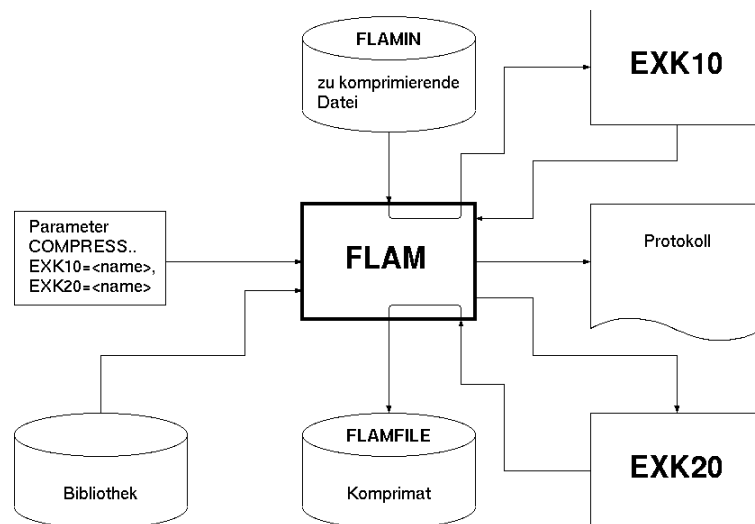 FLAMIN
zu komprimierende
Datei
EXK10
Parameter
COMPRESS..
EXK10=<name>,
EXK20=<name>
FLAM
Protokoll
Bibliothek
FLAMFILE
Komprimat
EXK20